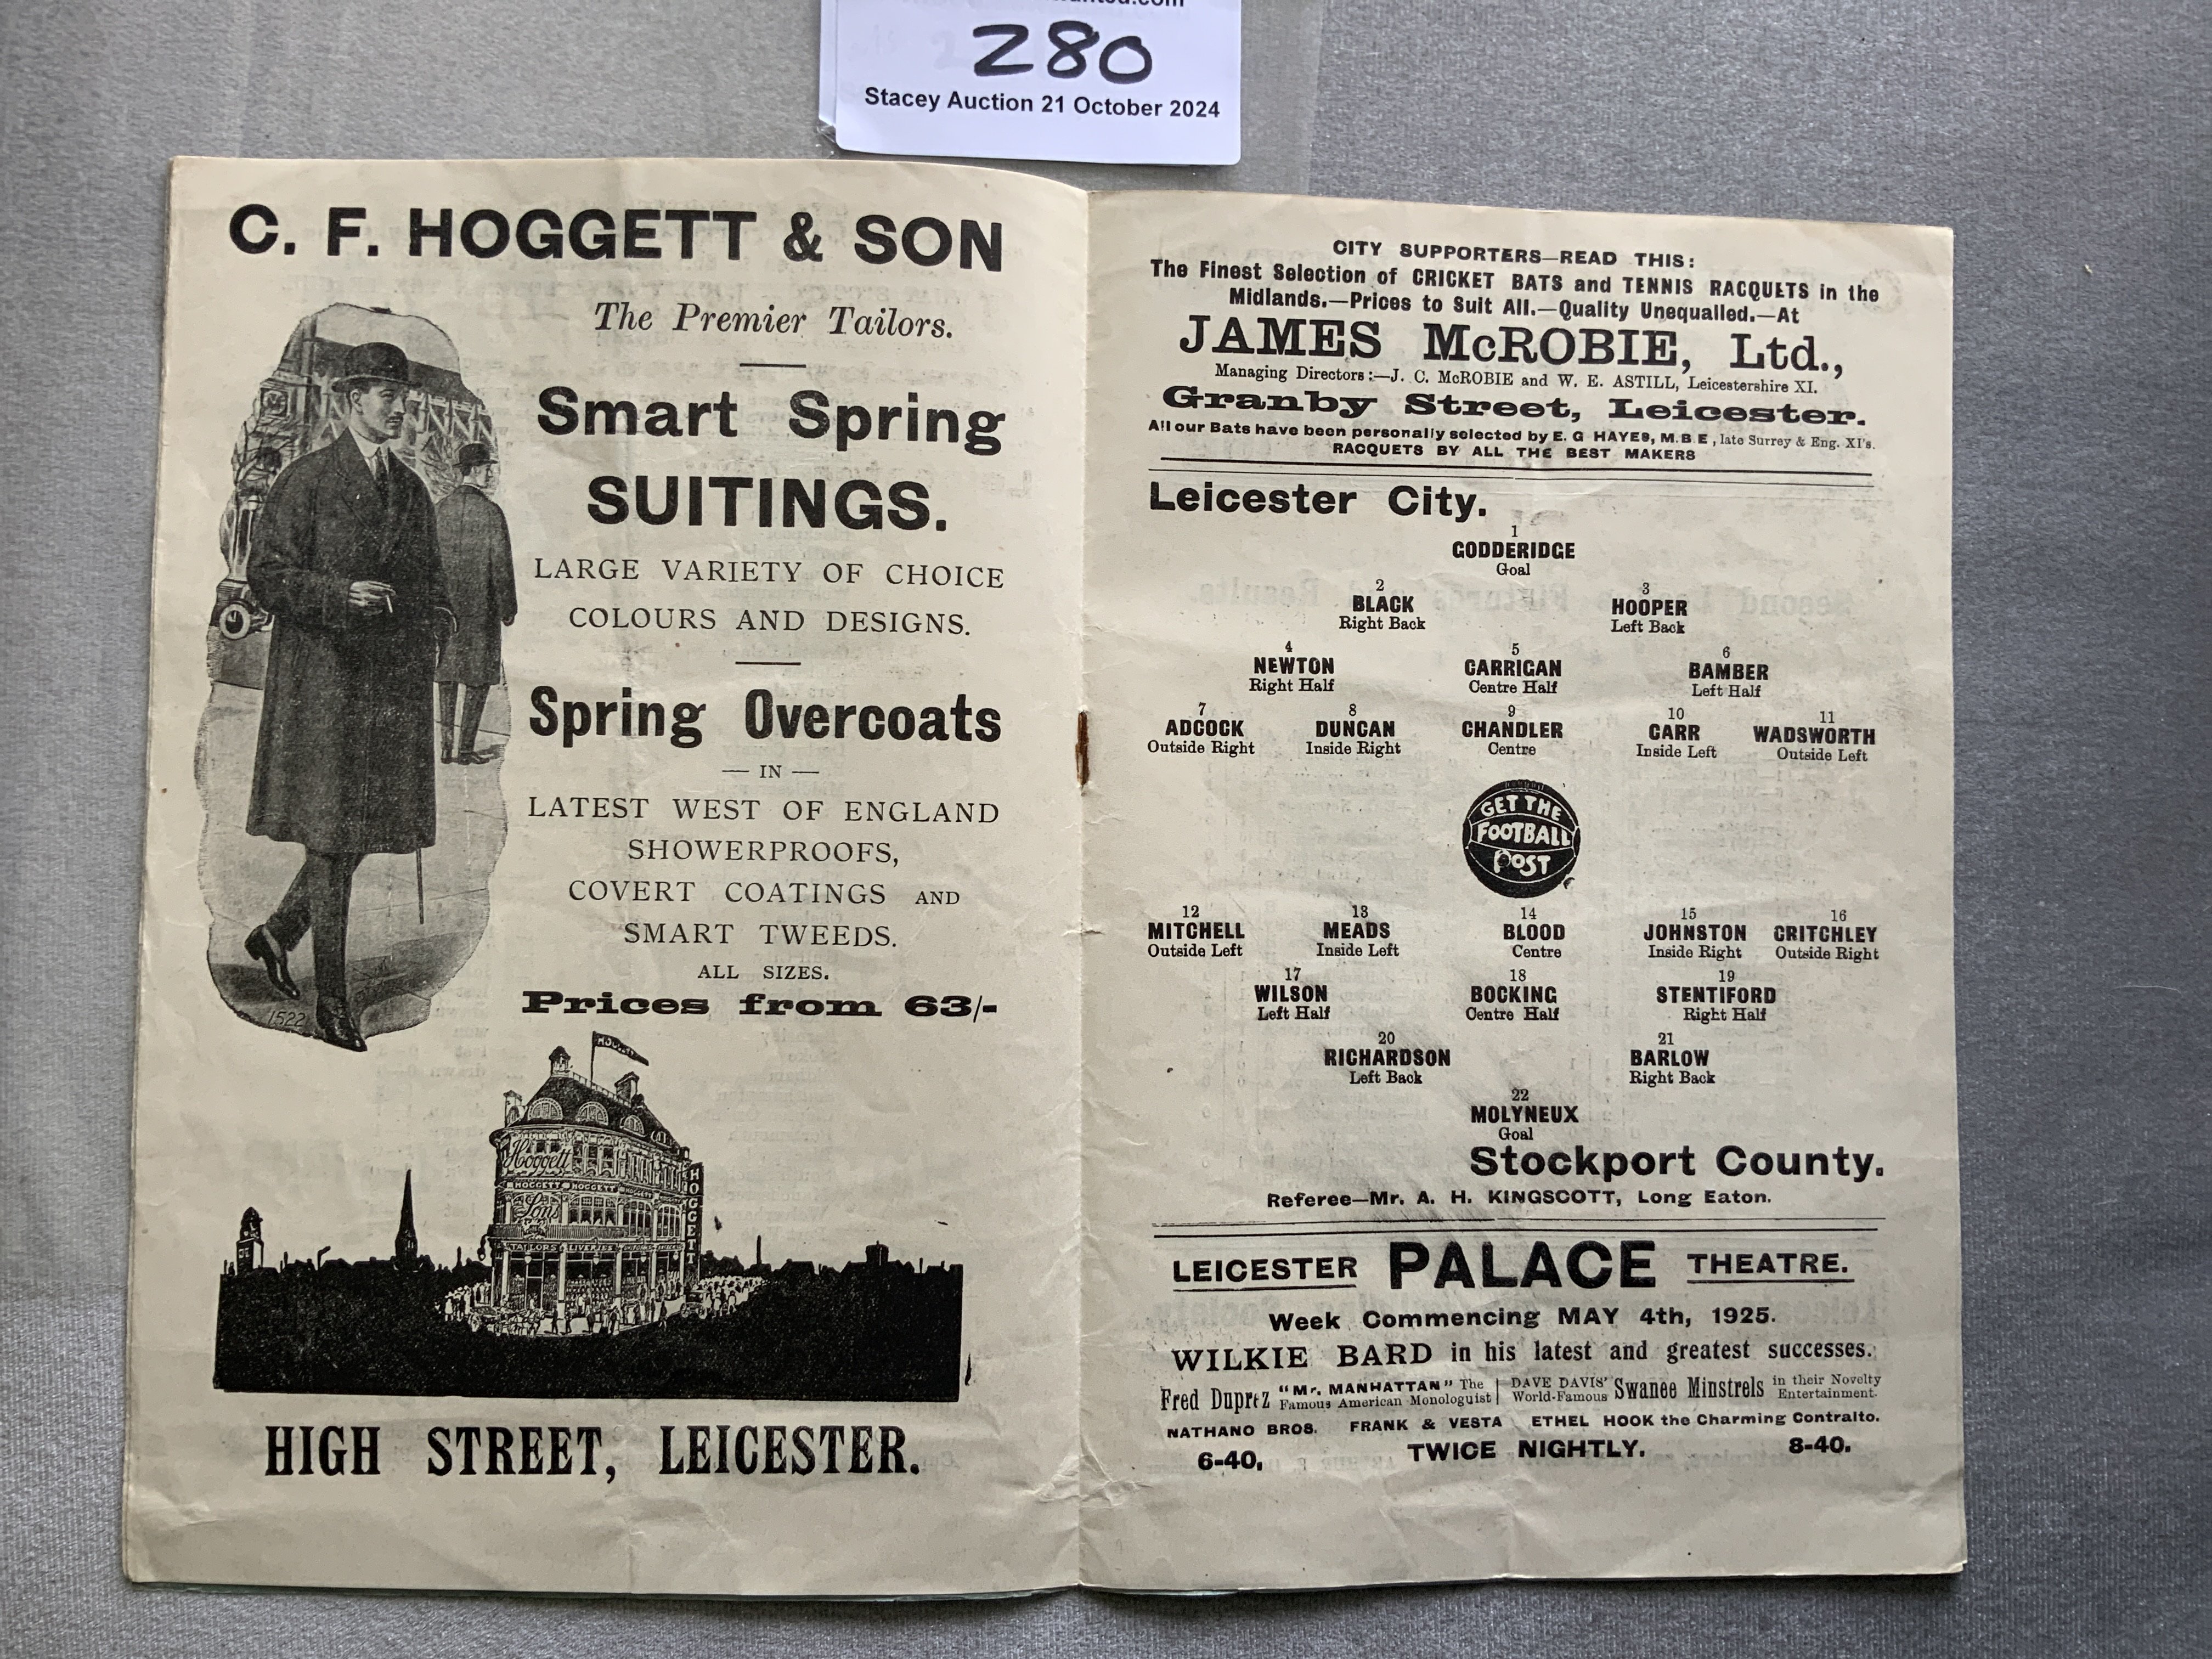 280
Stacey Auction 21 October 2024
C. F. HOGGETT & SON
The Premier Tailors.
Smart Spring
SUITINGS.
LARGE VARIETY OF CHOICE
COLOURS AND DESIGNS.
Spring Overcoats
— IN —
LATEST WEST OF ENGLAND
SHOWERPROOFS,
COVERT COATINGS AND
SMART TWEEDS.
ALL SIZES.
Prices from 63/-
1522
HOGGETT
Hoggett
HOGGETT HOGGETT
& Sons
TAILORS LIVERIES
HOGGETT
HIGH STREET, LEICESTER.
CITY SUPPORTERS—READ THIS:
The Finest Selection of CRICKET BATS and TENNIS RACQUETS in the
Midlands.—Prices to Suit All.—Quality Unequalled.—At
JAMES McROBIE, Ltd.,
Managing Directors:—J. C. McROBIE and W. E. ASTILL, Leicestershire XI.
Granby Street, Leicester.
All our Bats have been personally selected by E. G HAYES, M.B.E, late Surrey & Eng. XI's.
RACQUETS BY ALL THE BEST MAKERS
Leicester City.
1
GODDERIDGE
Goal
2 3
BLACK HOOPER
Right Back Left Back
4 5 6
NEWTON CARRIGAN BAMBER
Right Half Centre Half Left Half
7 8 9 10 11
ADCOCK DUNCAN CHANDLER CARR WADSWORTH
Outside Right Inside Right Centre Inside Left Outside Left
GET THE
FOOTBALL
POST
12 13 14 15 16
MITCHELL MEADS BLOOD JOHNSTON CRITCHLEY
Outside Left Inside Left Centre Inside Right Outside Right
17 18 19
WILSON BOCKING STENTIFORD
Left Half Centre Half Right Half
20 21
RICHARDSON BARLOW
Left Back Right Back
22
MOLYNEUX
Goal
Stockport County.
Referee—Mr. A. H. KINGSCOTT, Long Eaton.
LEICESTER PALACE THEATRE.
Week Commencing MAY 4th, 1925.
WILKIE BARD in his latest and greatest successes.
Fred Duprez "Mr. MANHATTAN" The Famous American Monologuist | DAVE DAVIS' World-Famous Swanee Minstrels in their Novelty Entertainment.
NATHANO BROS. FRANK & VESTA ETHEL HOOK the Charming Contralto.
6-40, TWICE NIGHTLY. 8-40.